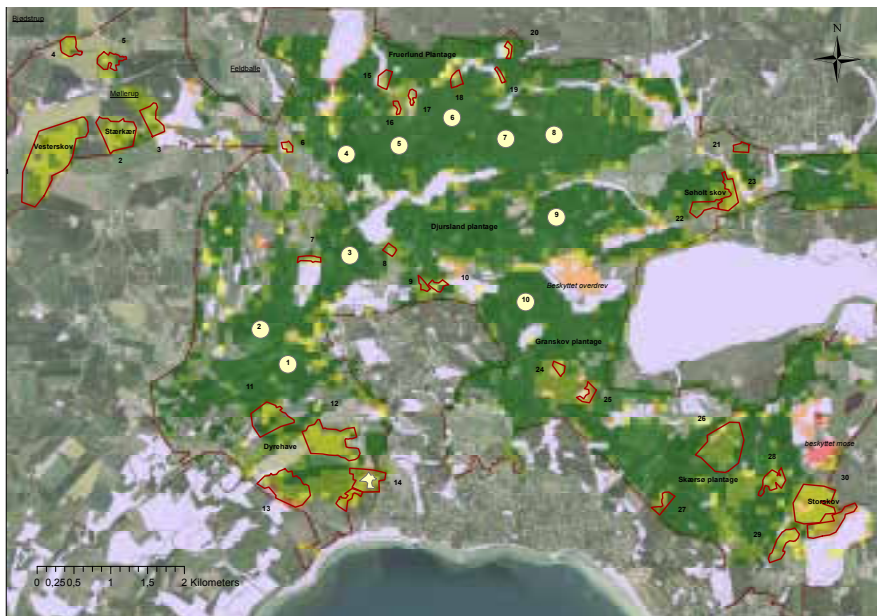 Bjødstrup
4
5
Møllerup
Feldballe
Fruerlund Plantage
20
15
16
17
18
19
6
7
8
Stærkær
Vesterskov
2
3
6
4
5
21
23
Søholt skov
22
9
Djursland plantage
7
3
8
9
10
Beskyttet overdrev
10
2
Granskov plantage
1
24
25
11
12
Dyrehave
13
14
26
beskyttet mose
28
30
Skærsø plantage
Storskov
27
29
N
0 0,25 0,5 1 1,5 2 Kilometers